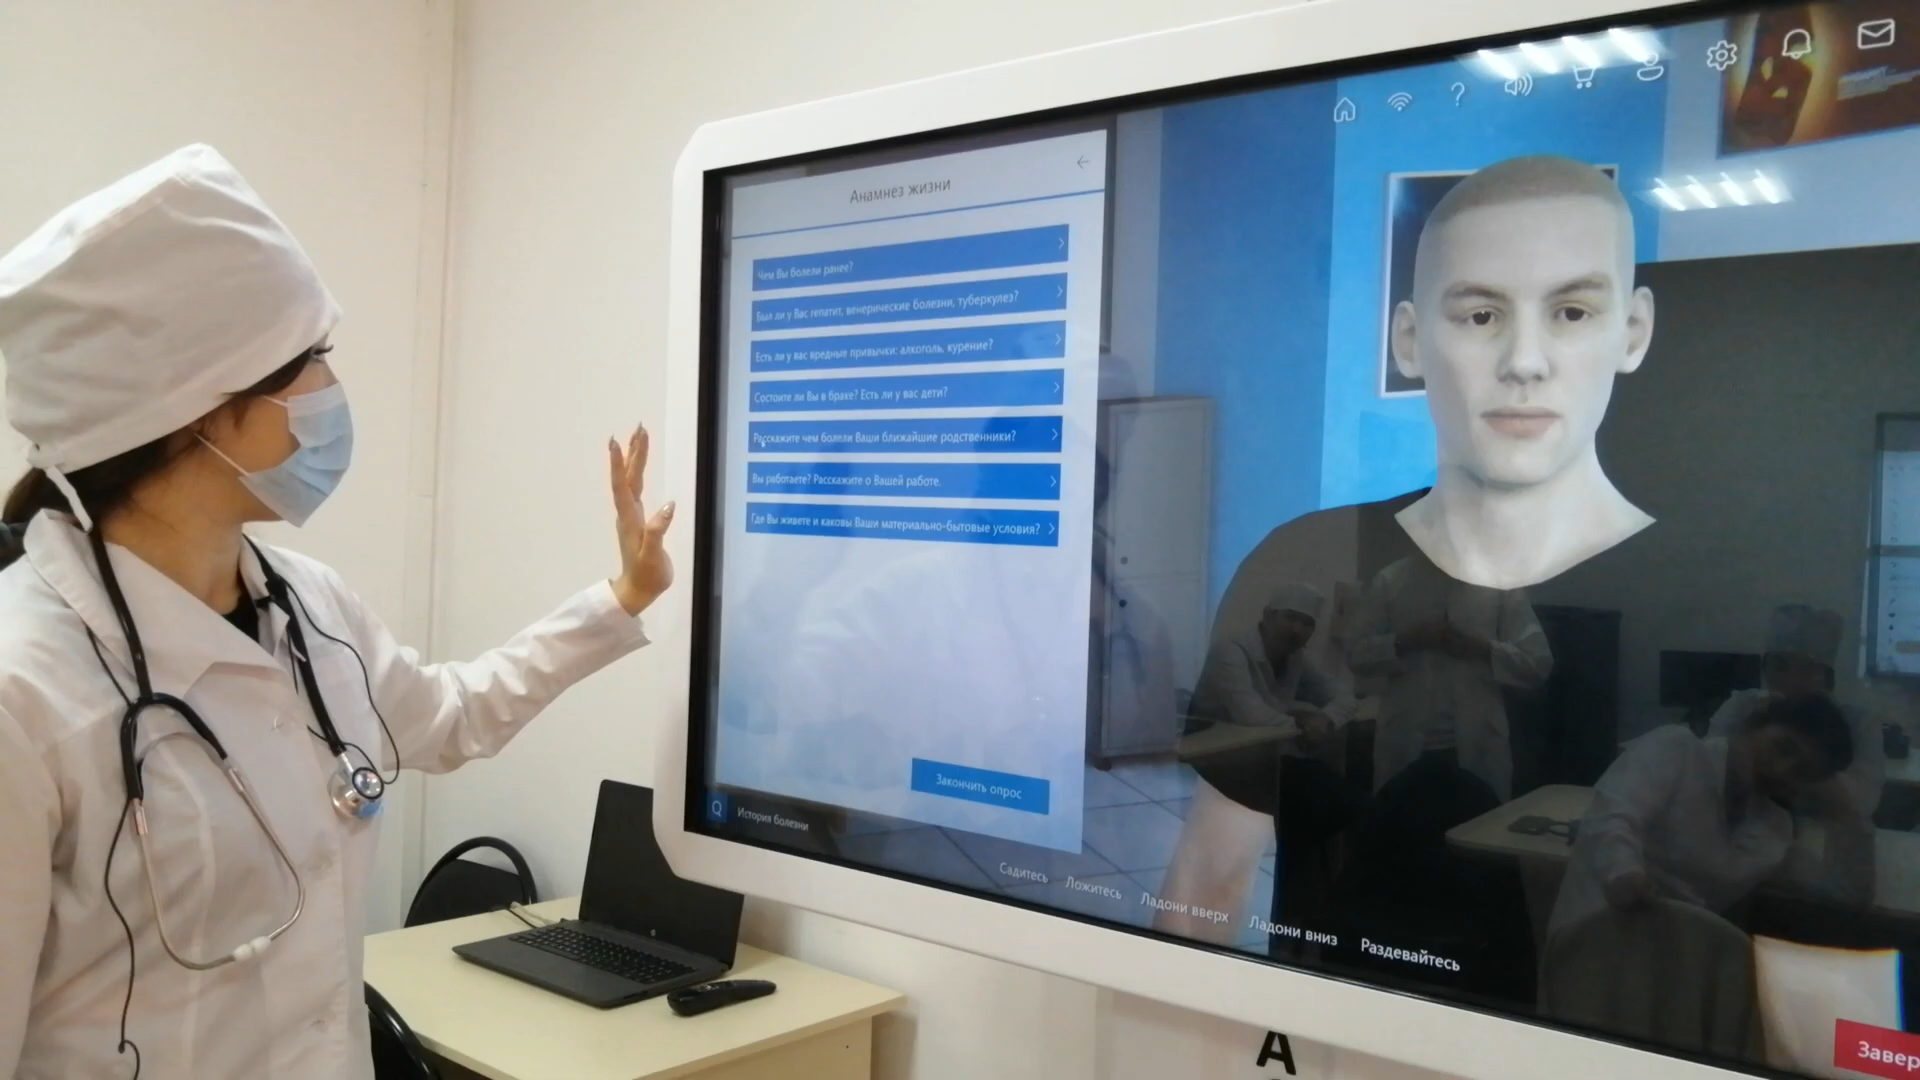 Анамнез жизни
Чем Вы болели ранее?
Был ли у Вас гепатит, венерические болезни, туберкулез?
Есть ли у вас вредные привычки: алкоголь, курение?
Состоите ли Вы в браке? Есть ли у вас дети?
Расскажите чем болели Ваши ближайшие родственники?
Вы работаете? Расскажите о Вашей работе.
Где Вы живете и каковы Ваши материально-бытовые условия?
Закончить опрос
История болезни
Садитесь Ложитесь Ладони вверх Ладони вниз Раздевайтесь
Завер
А